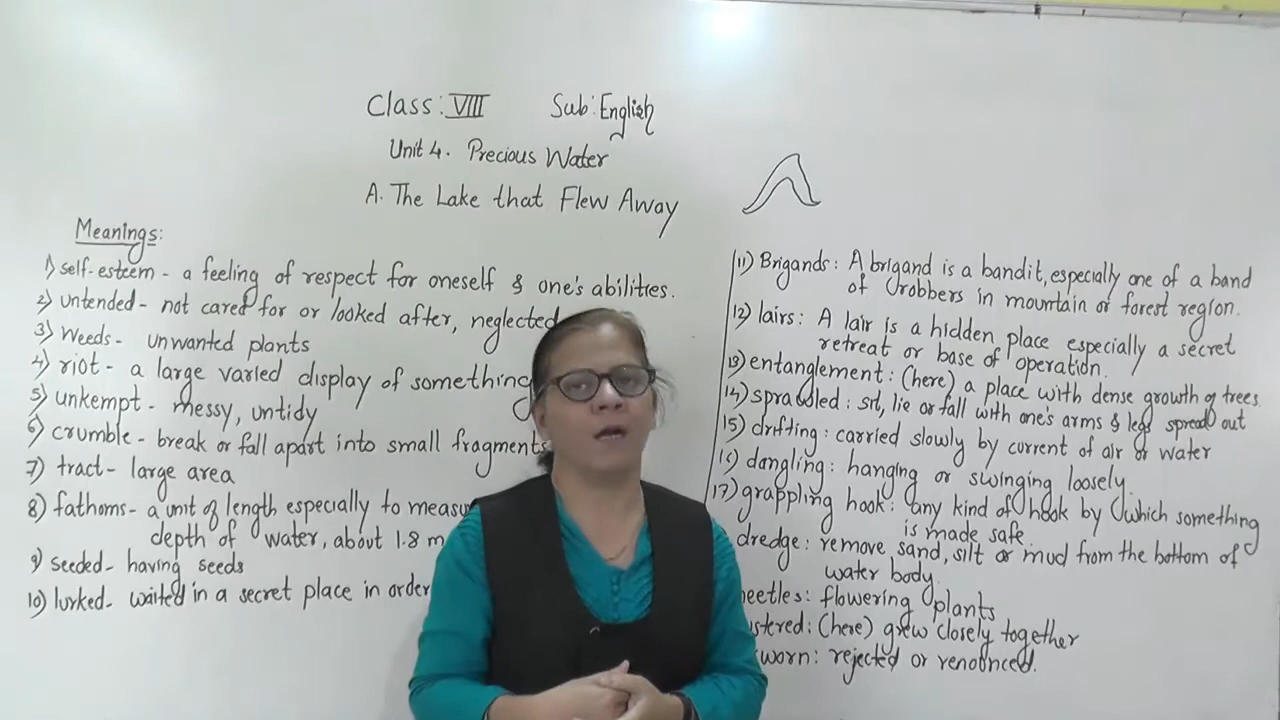 Class: VIII Sub: English
Unit 4. Precious Water
A. The Lake that Flew Away
Meanings:
1) self-esteem - a feeling of respect for oneself & one's abilities.
2) untended - not cared for or looked after, neglected
3) Weeds - unwanted plants
4) riot - a large varied display of something
5) unkempt - messy, untidy
6) crumble - break or fall apart into small fragments
7) tract - large area
8) fathoms - a unit of length especially to
depth of water, about 1.8 m
9) seeded - having seeds
10) lurked - waited in a secret place in order
11) Brigands: A brigand is a bandit, especially one of a band
of robbers in mountain or forest region.
12) lairs: A lair is a hidden place especially a secret
retreat or base of operation.
13) entanglement: (here) a place with dense growth of trees
14) sprawled: sit, lie or fall with one's arms & legs spread out
15) drifting: carried slowly by current of air or water
16) dangling: hanging or swinging loosely.
17) grappling hook: any kind of hook by which something
is made safe.
dredge: remove sand, silt or mud from the bottom of
water body.
flowering plants
(here) grew closely together
rejected or renounced.